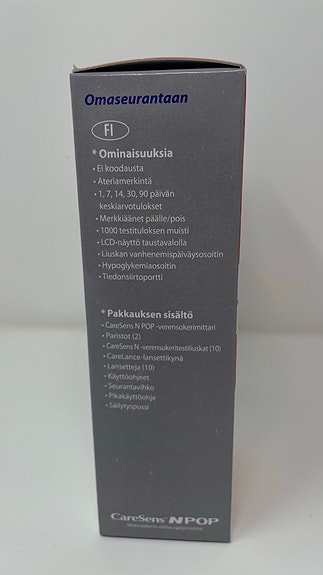 Omaseurantaan
FI
* Ominaisuuksia
• Ei koodausta
• Ateriamerkintä
• 1, 7, 14, 30, 90 päivän
keskiarvotulokset
• Merkkiäänet päälle/pois
• 1000 testituloksen muisti
• LCD-näyttö taustavalolla
• Liuskan vanhenemispäiväysosoitin
• Hypoglykemiaosoitin
• Tiedonsiirtoportti
* Pakkauksen sisältö
• CareSens N POP -verensokerimittari
• Paristot (2)
• CareSens N -verensokeritestiliuskat (10)
• CareLance-lansettikynä
• Lansetteja (10)
• Käyttöohjeet
• Seurantavihko
• Pikakäyttöohje
• Säilytyspussi
CareSens N POP